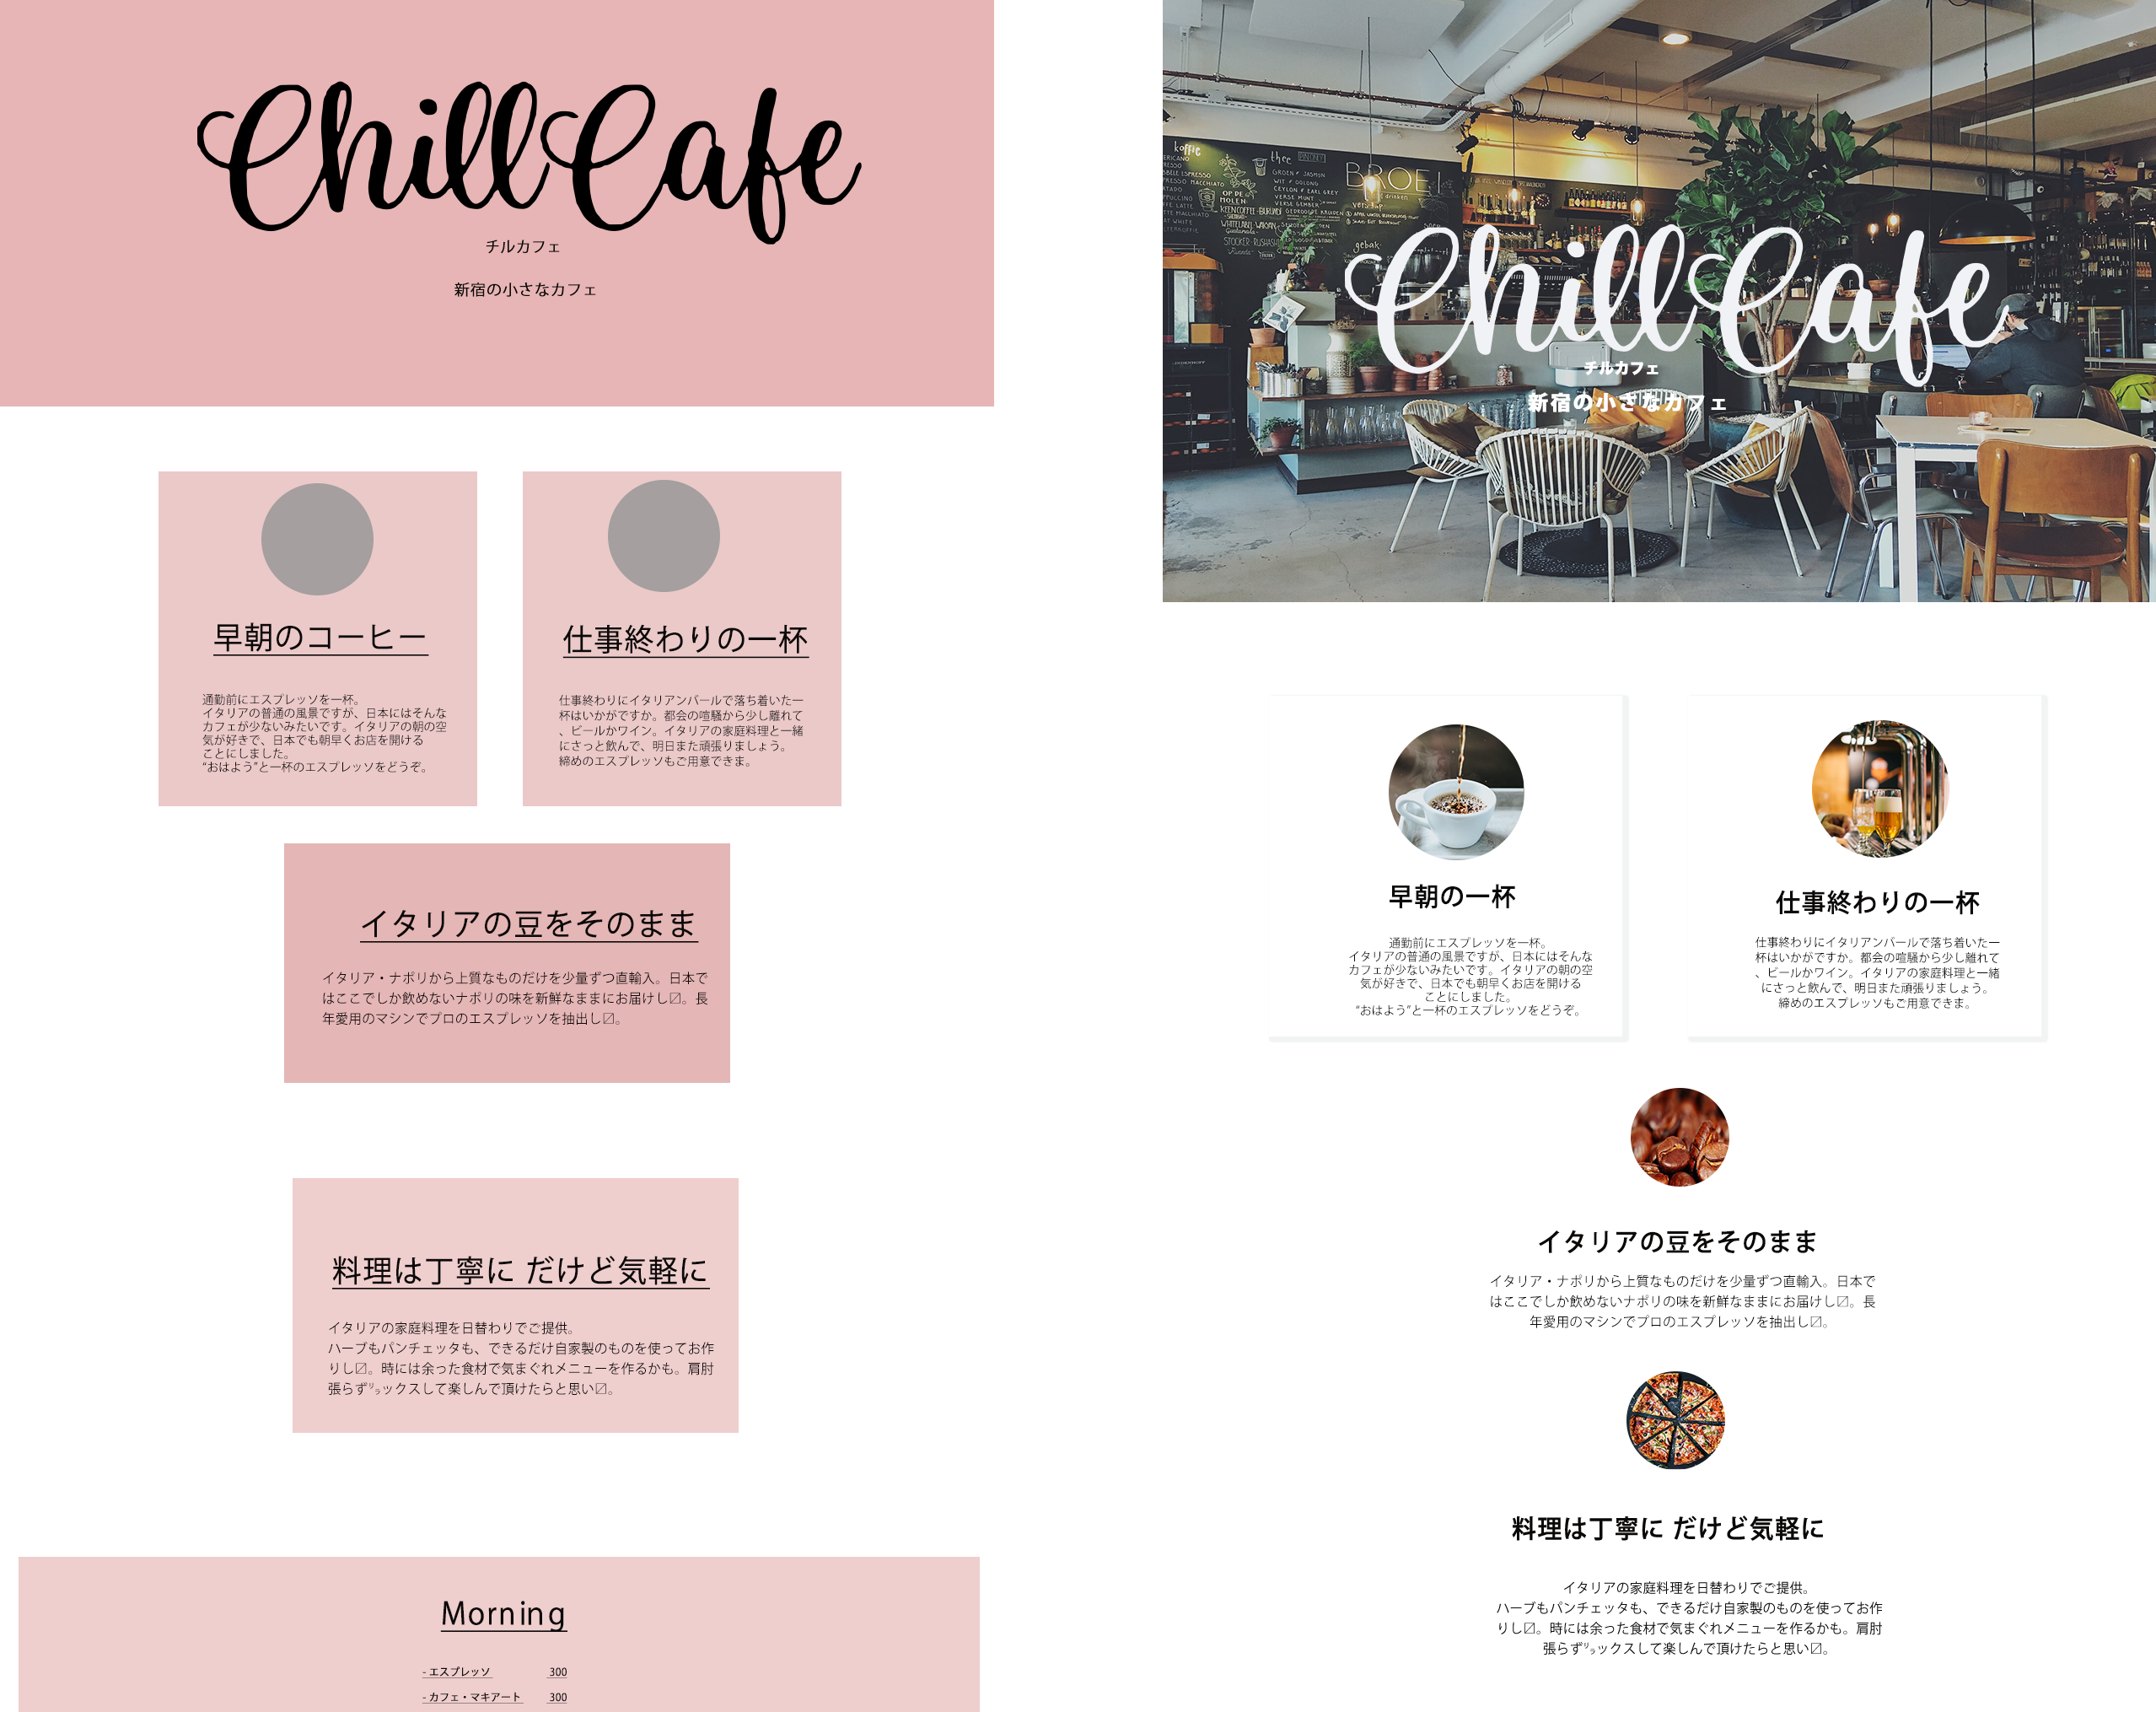 ChillCafe
チルカフェ
新宿の小さなカフェ
早朝のコーヒー
通勤前にエスプレッソを一杯。
イタリアの普通の風景ですが、日本にはそんな
カフェが少ないみたいです。イタリアの朝の空
気が好きで、日本でも朝早くお店を開ける
ことにしました。
“おはよう”と一杯のエスプレッソをどうぞ。
仕事終わりの一杯
仕事終わりにイタリアンバールで落ち着いた一
杯はいかがですか。都会の喧騒から少し離れて
、ビールかワイン。イタリアの家庭料理と一緒
にさっと飲んで、明日また頑張りましょう。
締めのエスプレッソもご用意できま。
イタリアの豆をそのまま
イタリア・ナポリから上質なものだけを少量ずつ直輸入。日本で
はここでしか飲めないナポリの味を新鮮なままにお届けし〼。長
年愛用のマシンでプロのエスプレッソを抽出し〼。
料理は丁寧に だけど気軽に
イタリアの家庭料理を日替わりでご提供。
ハーブもパンチェッタも、できるだけ自家製のものを使ってお作
りし〼。時には余った食材で気まぐれメニューを作るかも。肩肘
張らずリラックスして楽しんで頂けたらと思い〼。
Morning
- エスプレッソ 300
- カフェ・マキアート 300
koffie
thee
BROEI
OP DE
MOLEN
gebak
ChillCafe
チルカフェ
新宿の小さなカフェ
早朝の一杯
通勤前にエスプレッソを一杯。
イタリアの普通の風景ですが、日本にはそんな
カフェが少ないみたいです。イタリアの朝の空
気が好きで、日本でも朝早くお店を開ける
ことにしました。
“おはよう”と一杯のエスプレッソをどうぞ。
仕事終わりの一杯
仕事終わりにイタリアンバールで落ち着いた一
杯はいかがですか。都会の喧騒から少し離れて
、ビールかワイン。イタリアの家庭料理と一緒
にさっと飲んで、明日また頑張りましょう。
締めのエスプレッソもご用意できま。
イタリアの豆をそのまま
イタリア・ナポリから上質なものだけを少量ずつ直輸入。日本で
はここでしか飲めないナポリの味を新鮮なままにお届けし〼。長
年愛用のマシンでプロのエスプレッソを抽出し〼。
料理は丁寧に だけど気軽に
イタリアの家庭料理を日替わりでご提供。
ハーブもパンチェッタも、できるだけ自家製のものを使ってお作
りし〼。時には余った食材で気まぐれメニューを作るかも。肩肘
張らずリラックスして楽しんで頂けたらと思い〼。